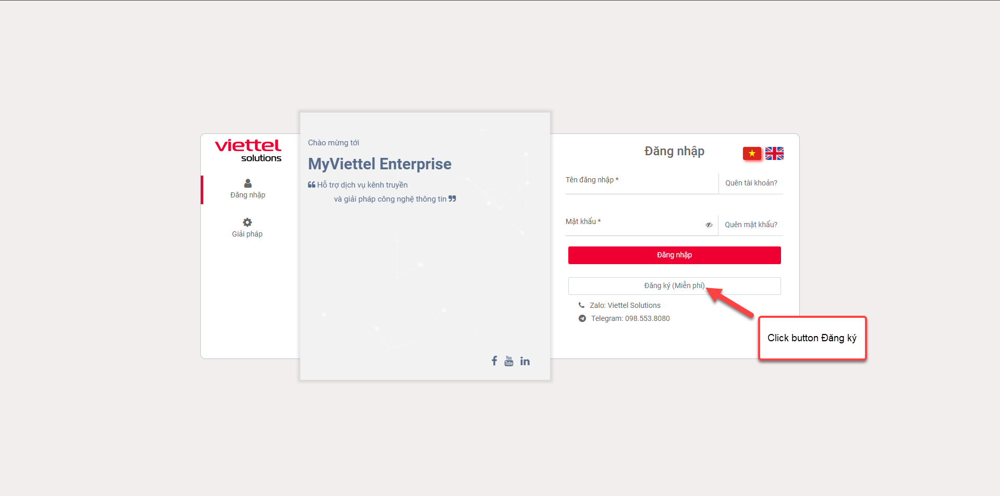 viettel
solutions
Đăng nhập
Giải pháp
Chào mừng tới
MyViettel Enterprise
Hỗ trợ dịch vụ kênh truyền
và giải pháp công nghệ thông tin
Đăng nhập
Tên đăng nhập *
Quên tài khoản?
Mật khẩu *
Quên mật khẩu?
Đăng nhập
Đăng ký (Miễn phí)
Zalo: Viettel Solutions
Telegram: 098.553.8080
Click button Đăng ký
You
Tube